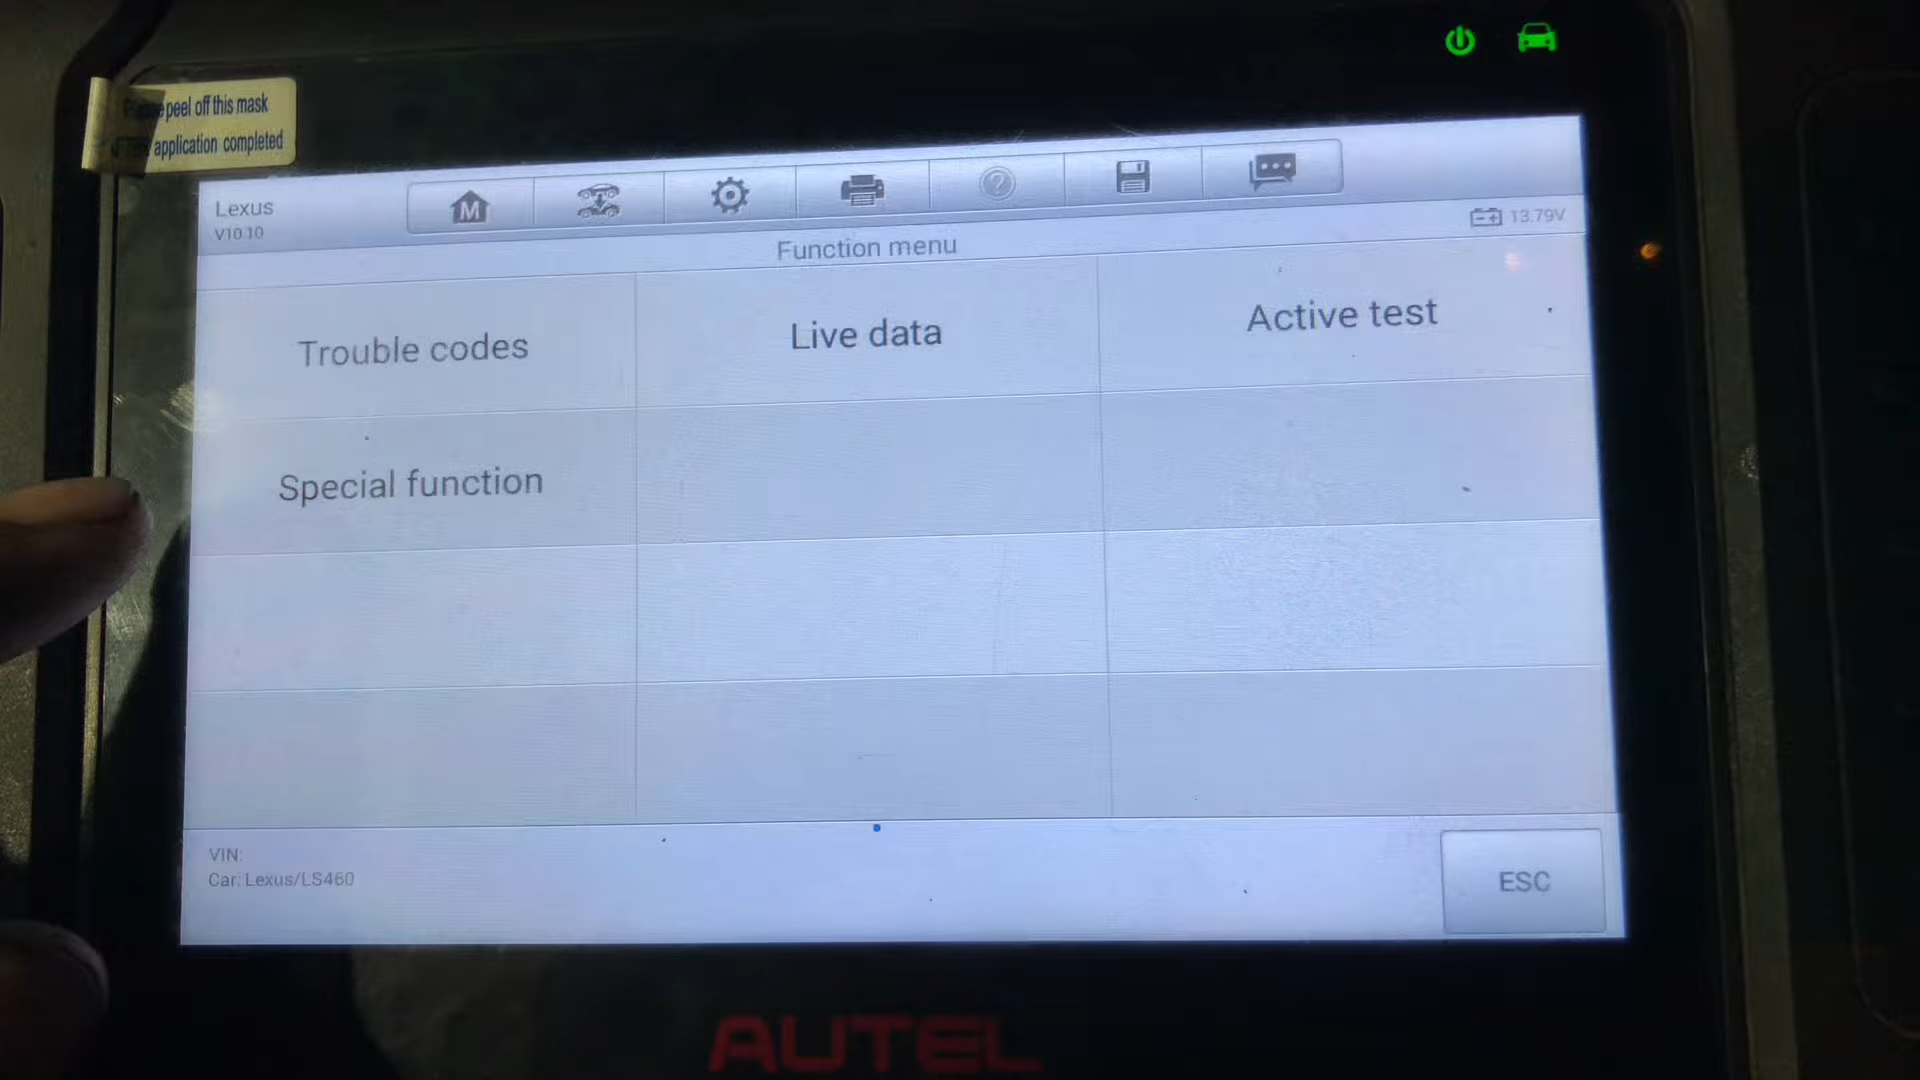 peel off this mask
application completed
Lexus
V10.10
M
?
13.79V
Function menu
Trouble codes
Live data
Active test
Special function
VIN:
Car: Lexus/LS460
ESC
AUTEL